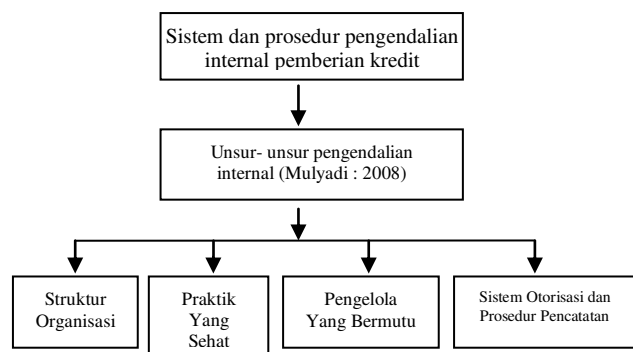 Sistem dan prosedur pengendalian
internal pemberian kredit
Unsur- unsur pengendalian
internal (Mulyadi : 2008)
Struktur
Organisasi
Praktik
Yang
Sehat
Pengelola
Yang Bermutu
Sistem Otorisasi dan
Prosedur Pencatatan